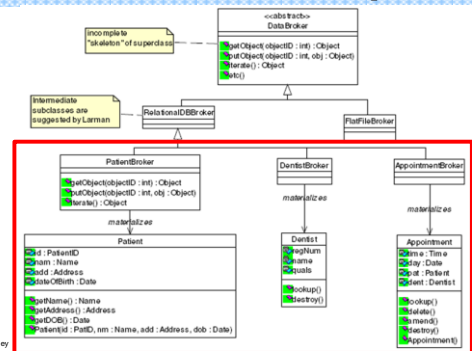 incomplete
"skeleton" of superclass
<<abstract>>
DataBroker
getObject(objectID : int) : Object
putObject(objectID : int, obj : Object)
iterate() : Object
etc()
Intermediate
subclasses are
suggested by Larman
RelationalDBBroker
FlatFileBroker
PatientBroker
getObject(objectID : int) : Object
putObject(objectID : int, obj : Object)
iterate() : Object
DentistBroker
AppointmentBroker
materializes
materializes
materializes
Patient
id : PatientID
nam : Name
add : Address
dateOfBirth : Date
getName() : Name
getAddress() : Address
getDOB() : Date
Patient(id : PatID, nm : Name, add : Address, dob : Date)
Dentist
regNum
name
quals
lookup()
destroy()
Appointment
time : Time
day : Date
pat : Patient
dent : Dentist
lookup()
delete()
amend()
destroy()
Appointment()
ey